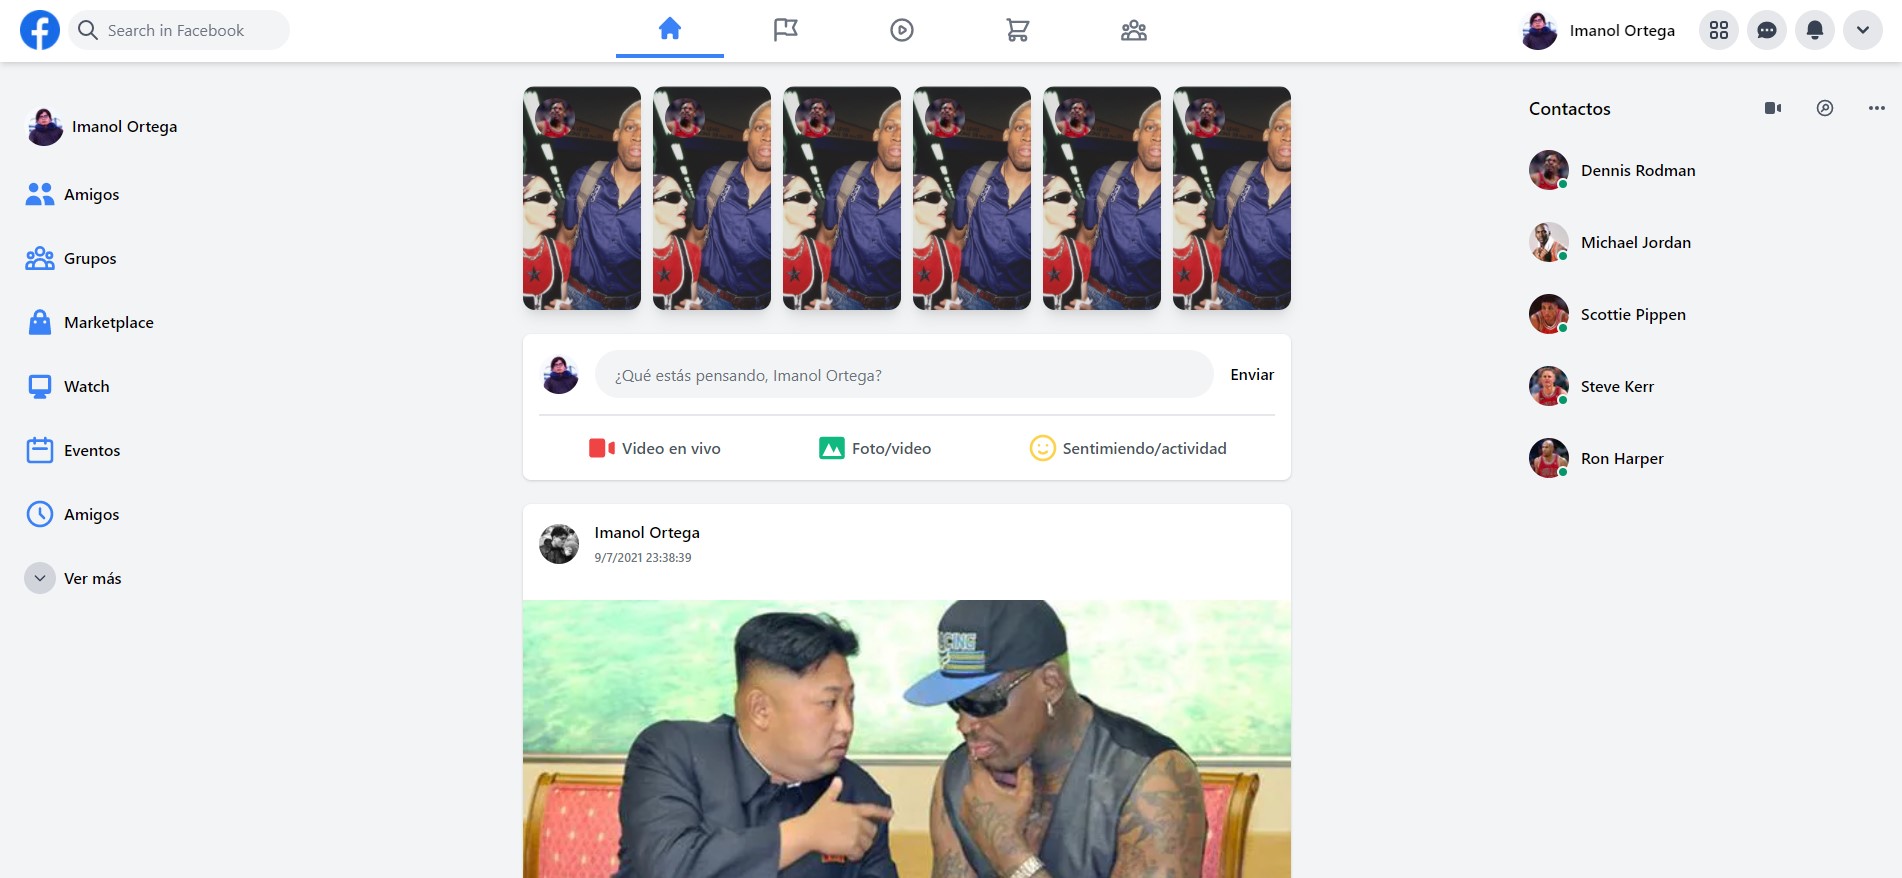 Search in Facebook
Imanol Ortega
Imanol Ortega
Amigos
Grupos
Marketplace
Watch
Eventos
Amigos
Ver más
¿Qué estás pensando, Imanol Ortega?
Enviar
Video en vivo
Foto/video
Sentimiendo/actividad
Imanol Ortega
9/7/2021 23:38:39
Contactos
Dennis Rodman
Michael Jordan
Scottie Pippen
Steve Kerr
Ron Harper